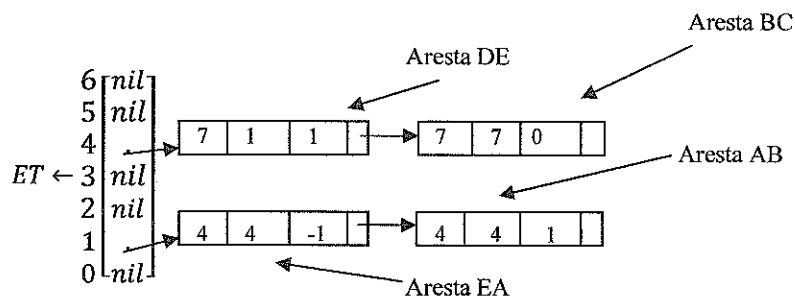 Aresta BC
Aresta DE
6 nil
5 nil
4 7 1 1 7 7 0
Aresta AB
ET ← 3 nil
2 nil
1 4 4 -1 4 4 1
0 nil
Aresta EA